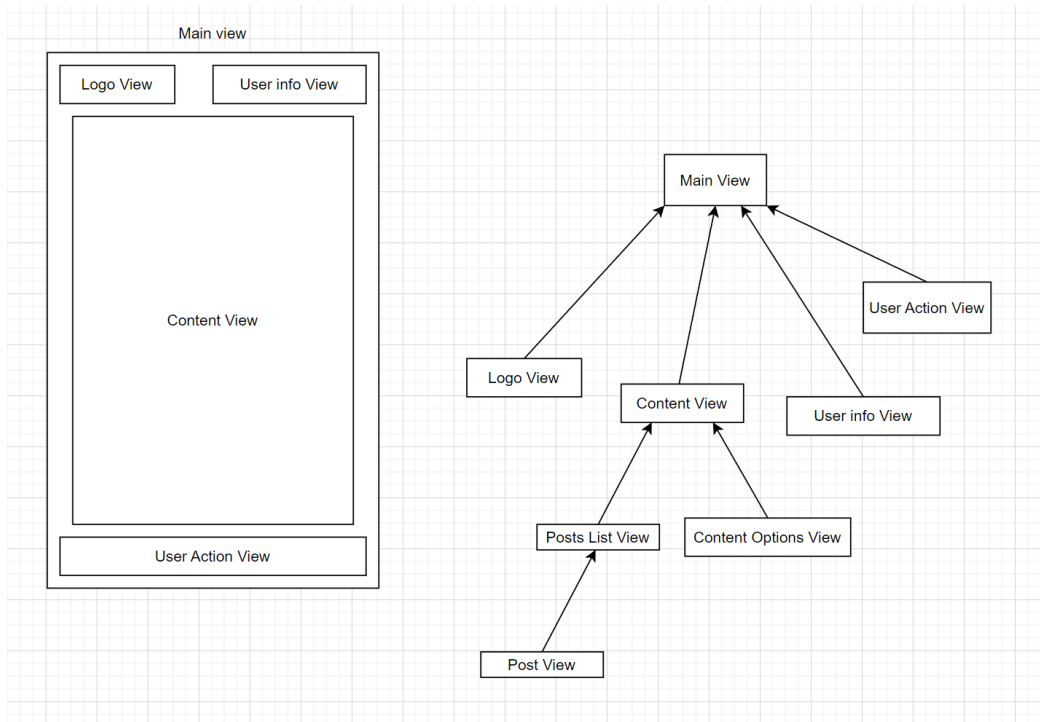 Main view
Logo View
User info View
Content View
User Action View
Main View
User Action View
Logo View
Content View
User info View
Posts List View
Content Options View
Post View